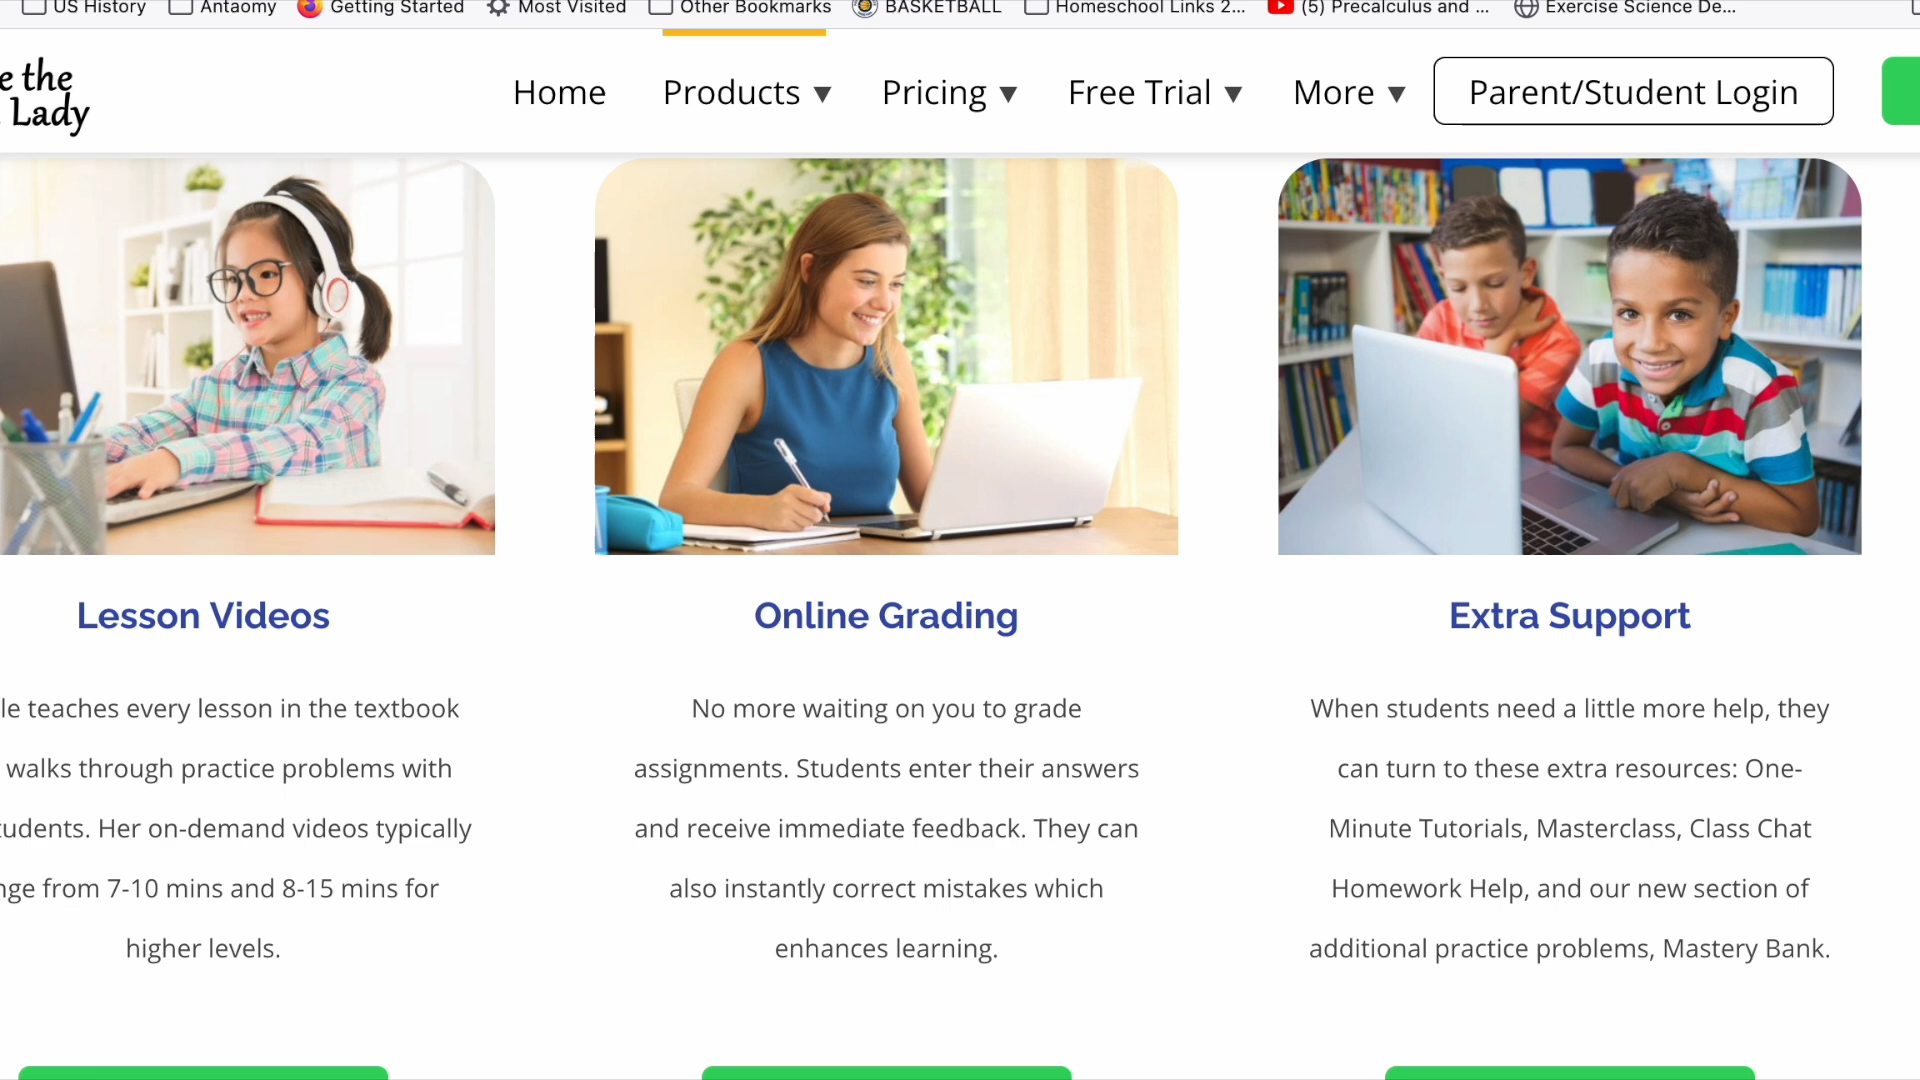 US History Antaomy Getting Started Most Visited Other Bookmarks BASKETBALL Homeschool Links 2... (5) Precalculus and ... Exercise Science De...
e the
Lady
Home Products ▼ Pricing ▼ Free Trial ▼ More ▼ Parent/Student Login
Lesson Videos
le teaches every lesson in the textbook
walks through practice problems with
tudents. Her on-demand videos typically
nge from 7-10 mins and 8-15 mins for
higher levels.
Online Grading
No more waiting on you to grade
assignments. Students enter their answers
and receive immediate feedback. They can
also instantly correct mistakes which
enhances learning.
Extra Support
When students need a little more help, they
can turn to these extra resources: One-
Minute Tutorials, Masterclass, Class Chat
Homework Help, and our new section of
additional practice problems, Mastery Bank.